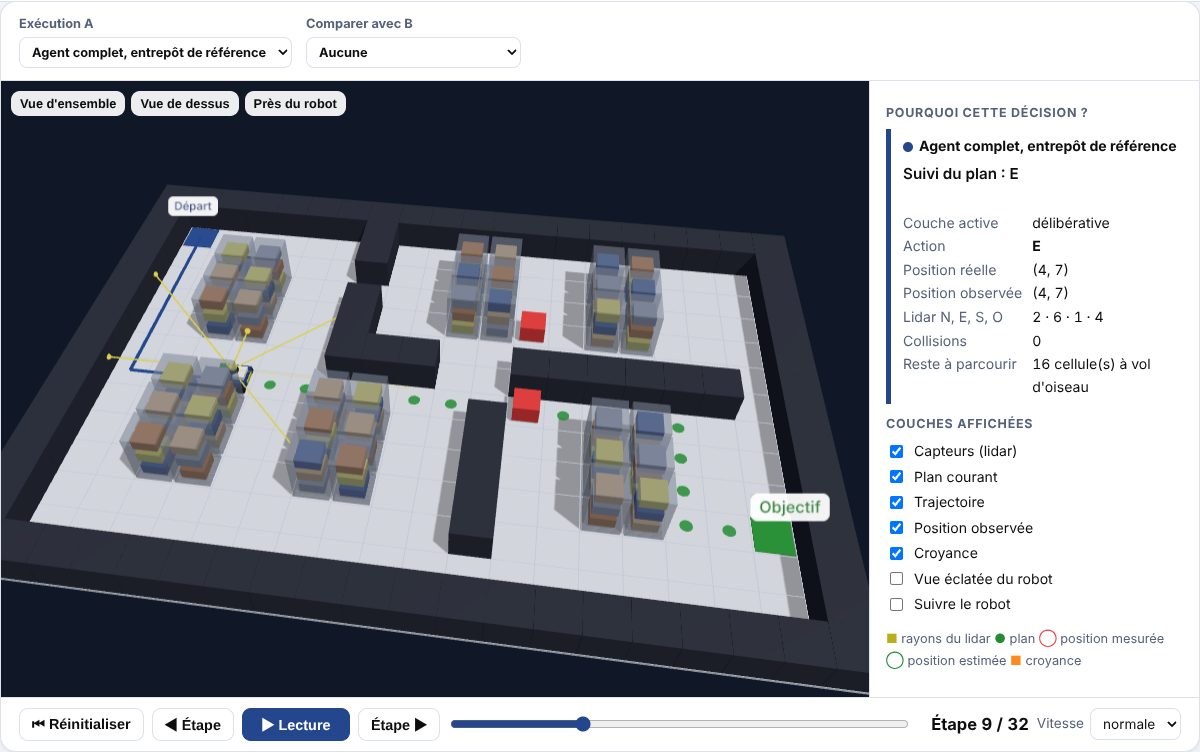 Exécution A
Comparer avec B
Agent complet, entrepôt de référence
Aucune
Vue d'ensemble
Vue de dessus
Près du robot
Départ
Objectif
POURQUOI CETTE DÉCISION ?
Agent complet, entrepôt de référence
Suivi du plan : E
Couche active délibérative
Action E
Position réelle (4, 7)
Position observée (4, 7)
Lidar N, E, S, O 2 · 6 · 1 · 4
Collisions 0
Reste à parcourir 16 cellule(s) à vol
d'oiseau
COUCHES AFFICHÉES
Capteurs (lidar)
Plan courant
Trajectoire
Position observée
Croyance
Vue éclatée du robot
Suivre le robot
rayons du lidar plan position mesurée
position estimée croyance
Réinitialiser
Étape
Lecture
Étape
Étape 9 / 32
Vitesse
normale